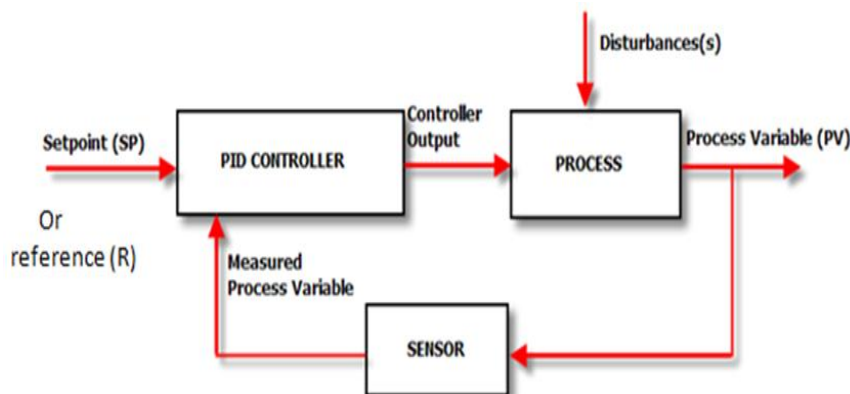 Disturbances(s)
Setpoint (SP)
PID CONTROLLER
Controller
Output
PROCESS
Process Variable (PV)
Or
reference (R)
Measured
Process Variable
SENSOR